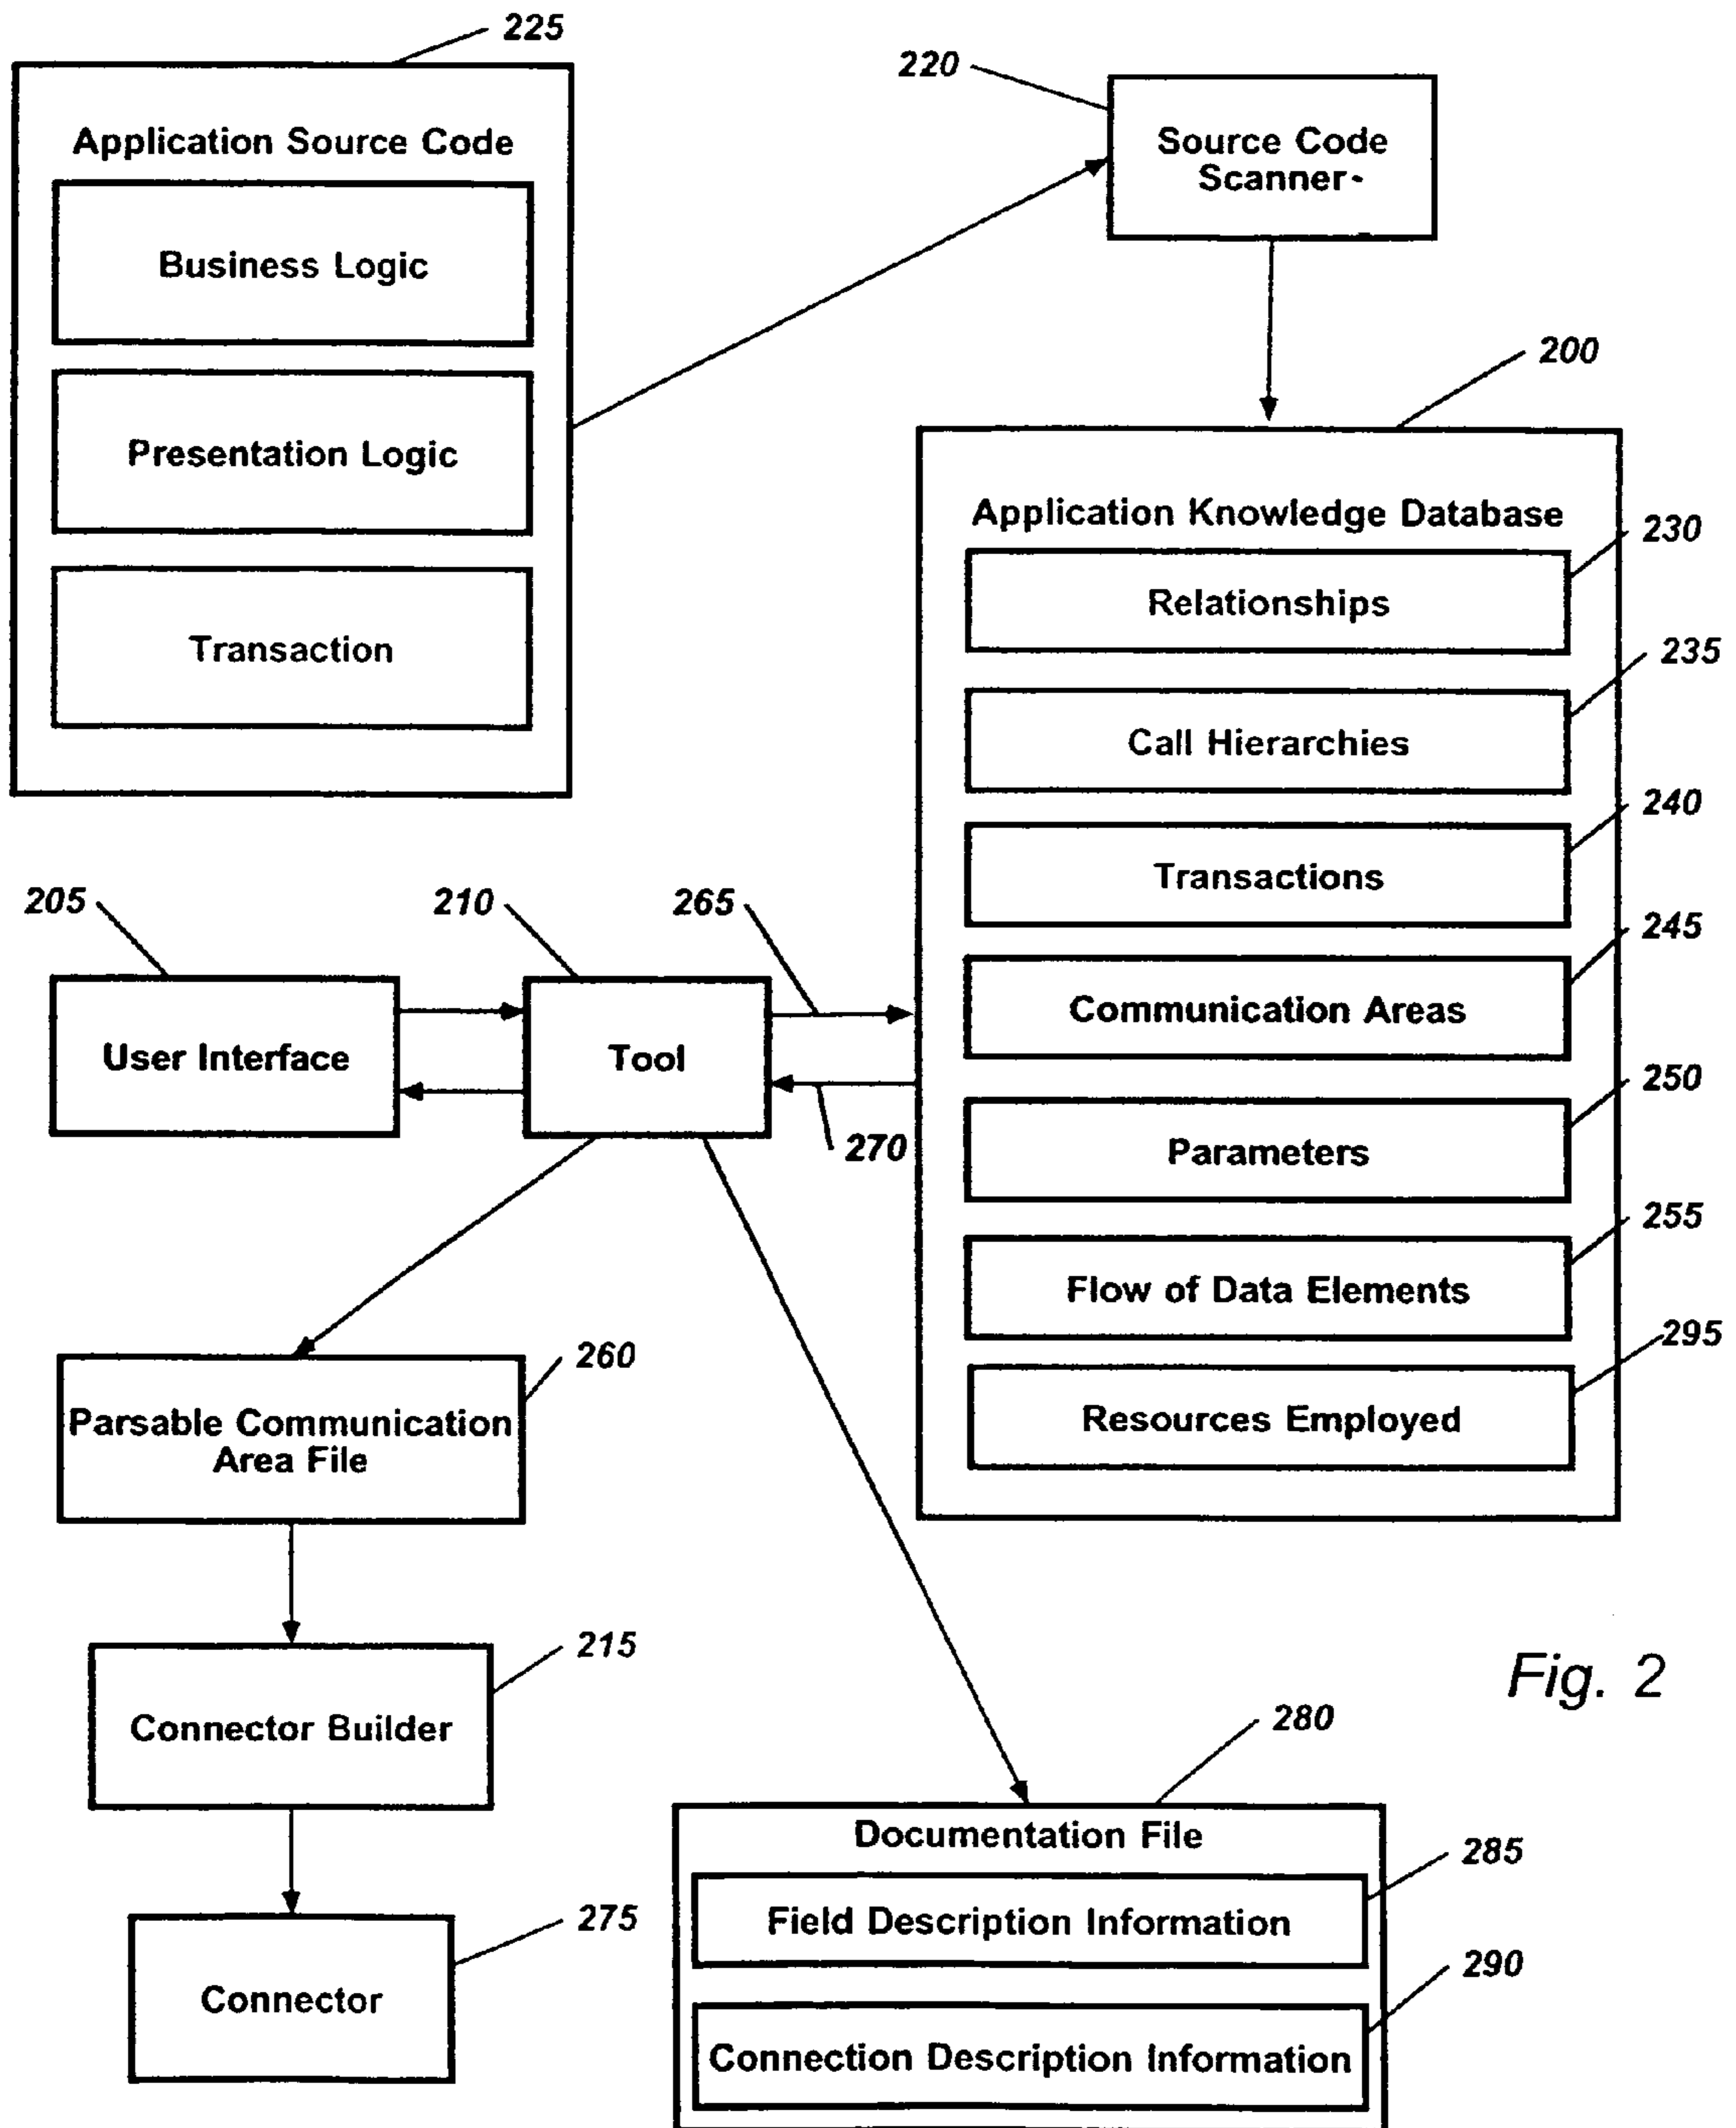 225
Application Source Code
Business Logic
Presentation Logic
Transaction
220
Source Code
Scanner
200
Application Knowledge Database
230
Relationships
235
Call Hierarchies
240
Transactions
245
Communication Areas
250
Parameters
255
Flow of Data Elements
295
Resources Employed
205
User Interface
210
Tool
265
270
260
Parsable Communication
Area File
215
Connector Builder
275
Connector
280
Documentation File
285
Field Description Information
290
Connection Description Information
Fig. 2